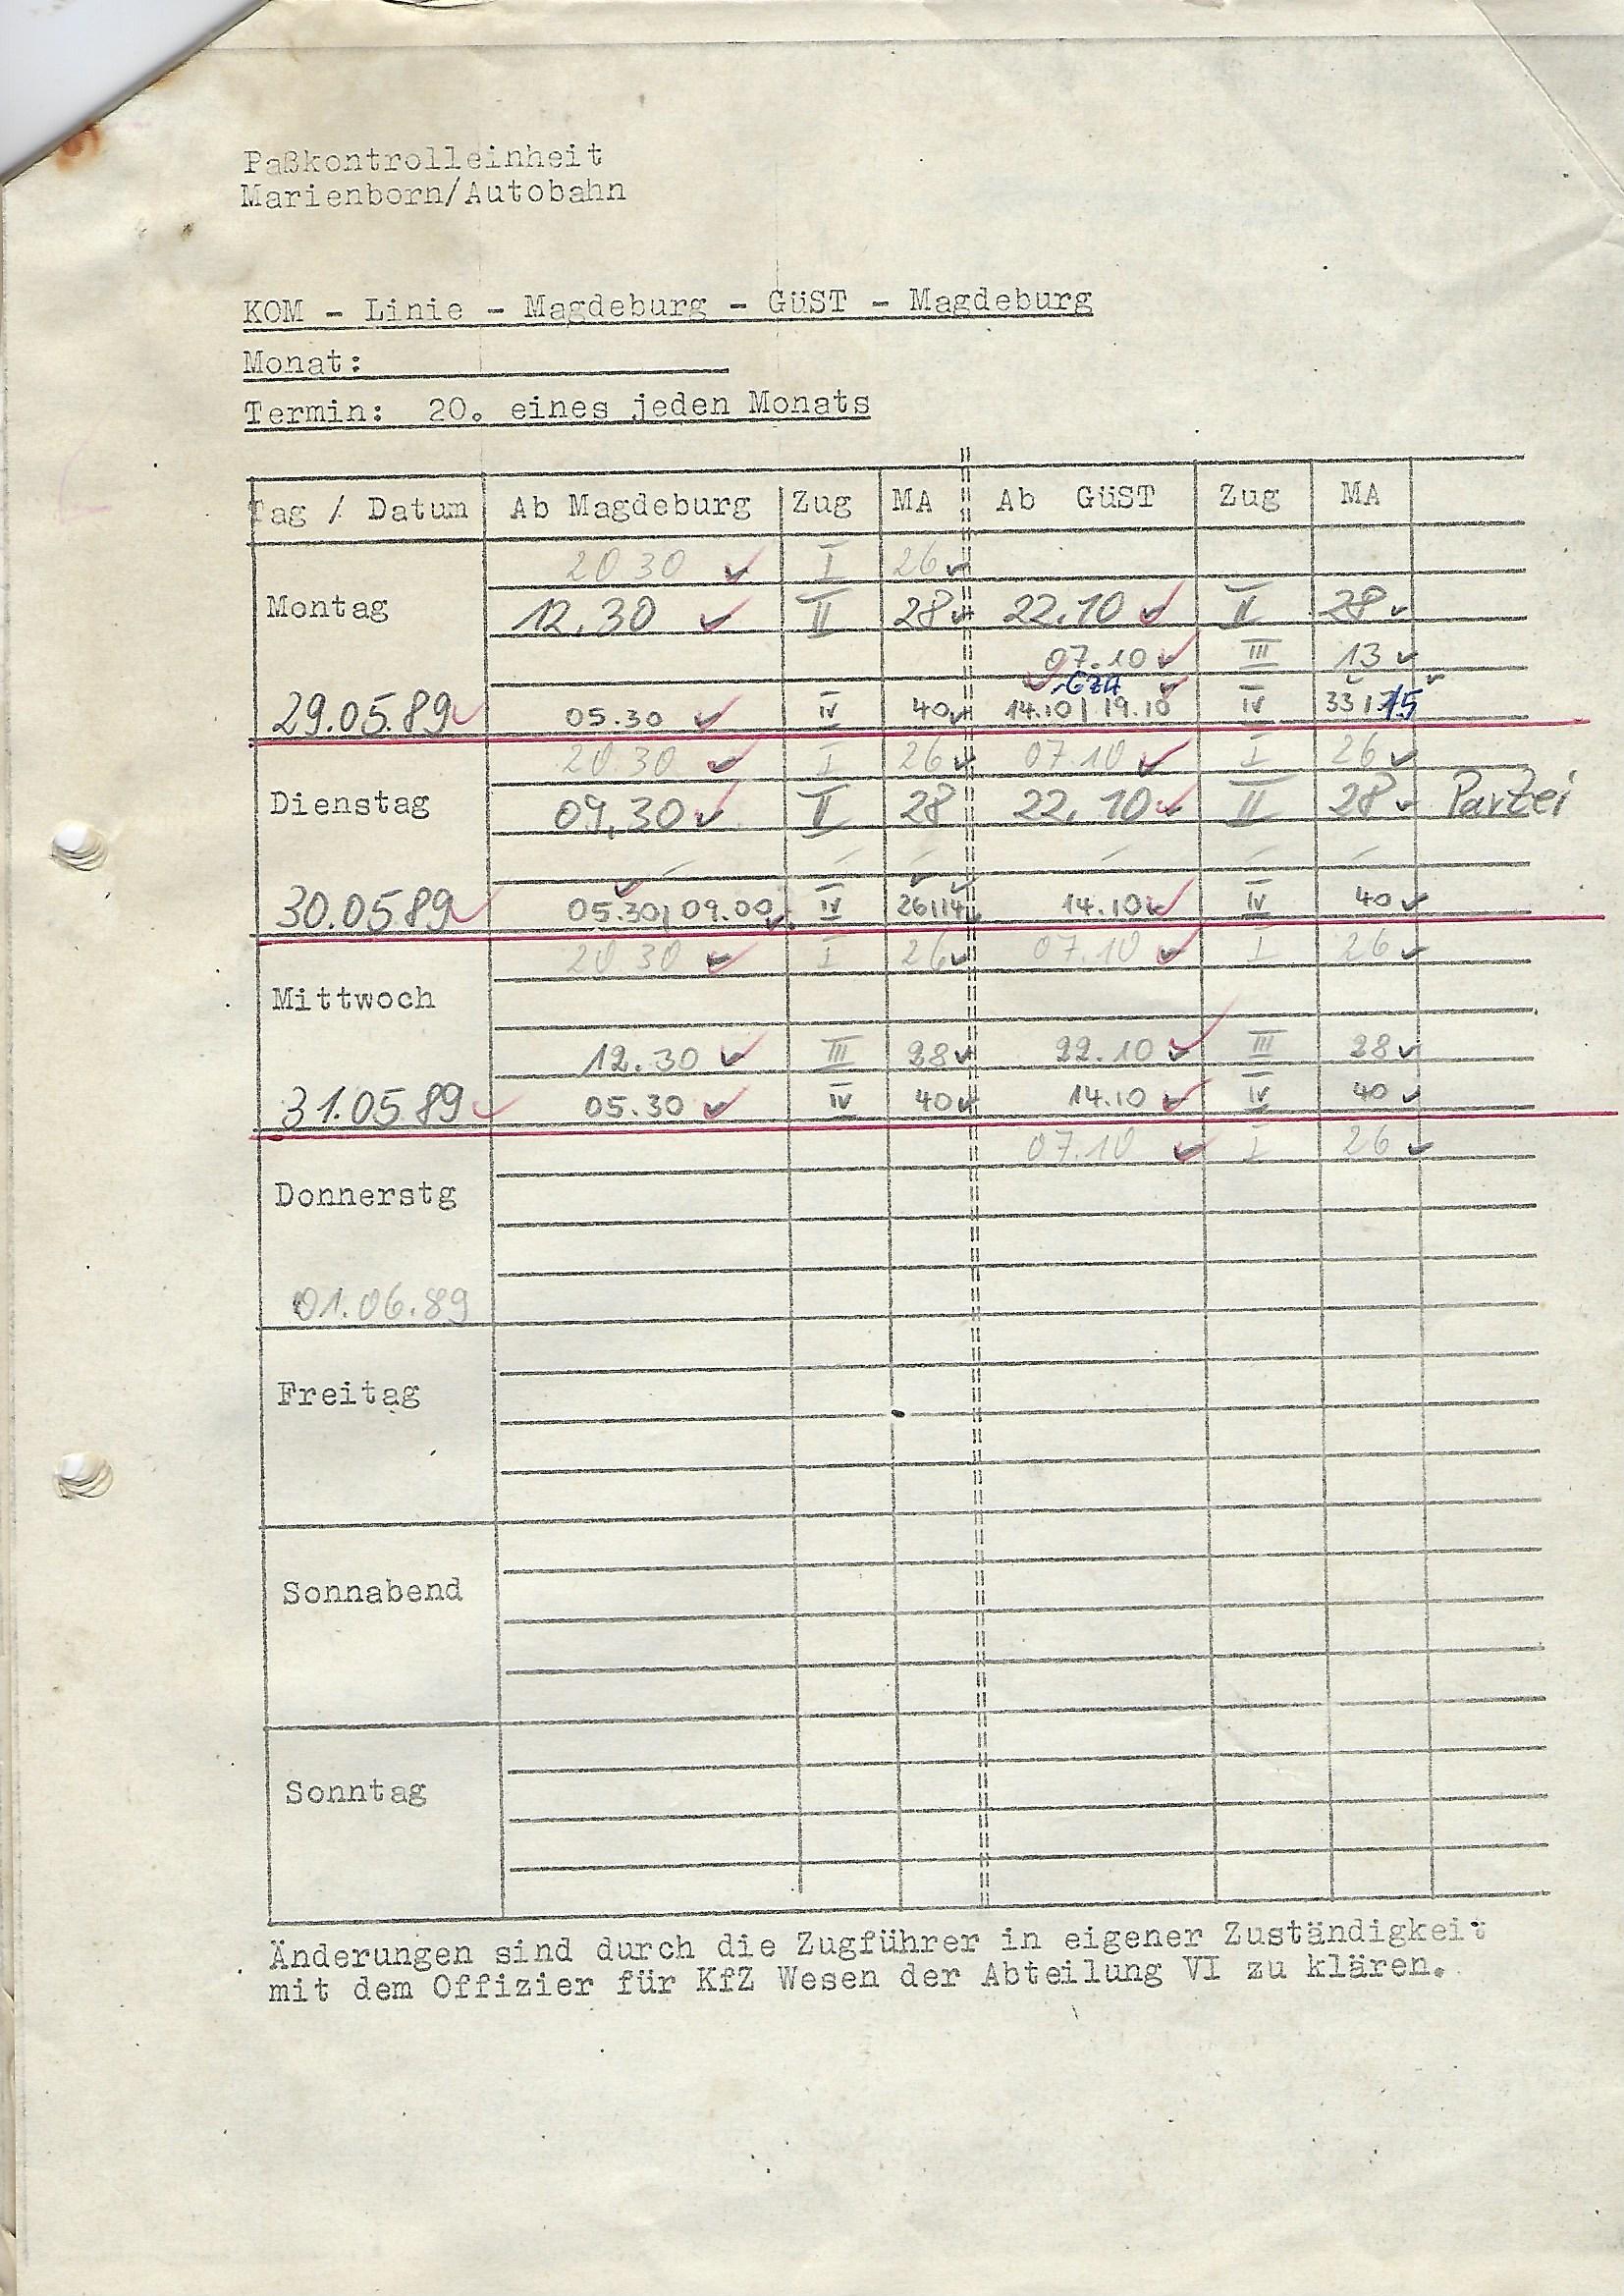 Paßkontrolleinheit
Marienborn/Autobahn
KOM - Linie - Magdeburg - GüST - Magdeburg
Monat:
Termin: 20. eines jeden Monats
Tag / Datum Ab Magdeburg Zug MA Ab GüST Zug MA
20 30 I 26
Montag 12.30 II 28 22.10 II 28
07.10 III 13
29.05.89 05.30 IV 40 14.10 | 19.10 IV 33 | 15
20 30 I 26 07.10 I 26
Dienstag 09.30 II 28 22.10 II 28 Partei
30.05.89 05.30 | 09.00 IV 26 | 14 14.10 IV 40
20 30 I 26 07.10 I 26
Mittwoch
12.30 III 28 22.10 III 28
31.05.89 05.30 IV 40 14.10 IV 40
07.10 I 26
Donnerstg
01.06.89
Freitag
Sonnabend
Sonntag
Änderungen sind durch die Zugführer in eigener Zuständigkeit
mit dem Offizier für KfZ Wesen der Abteilung VI zu klären.